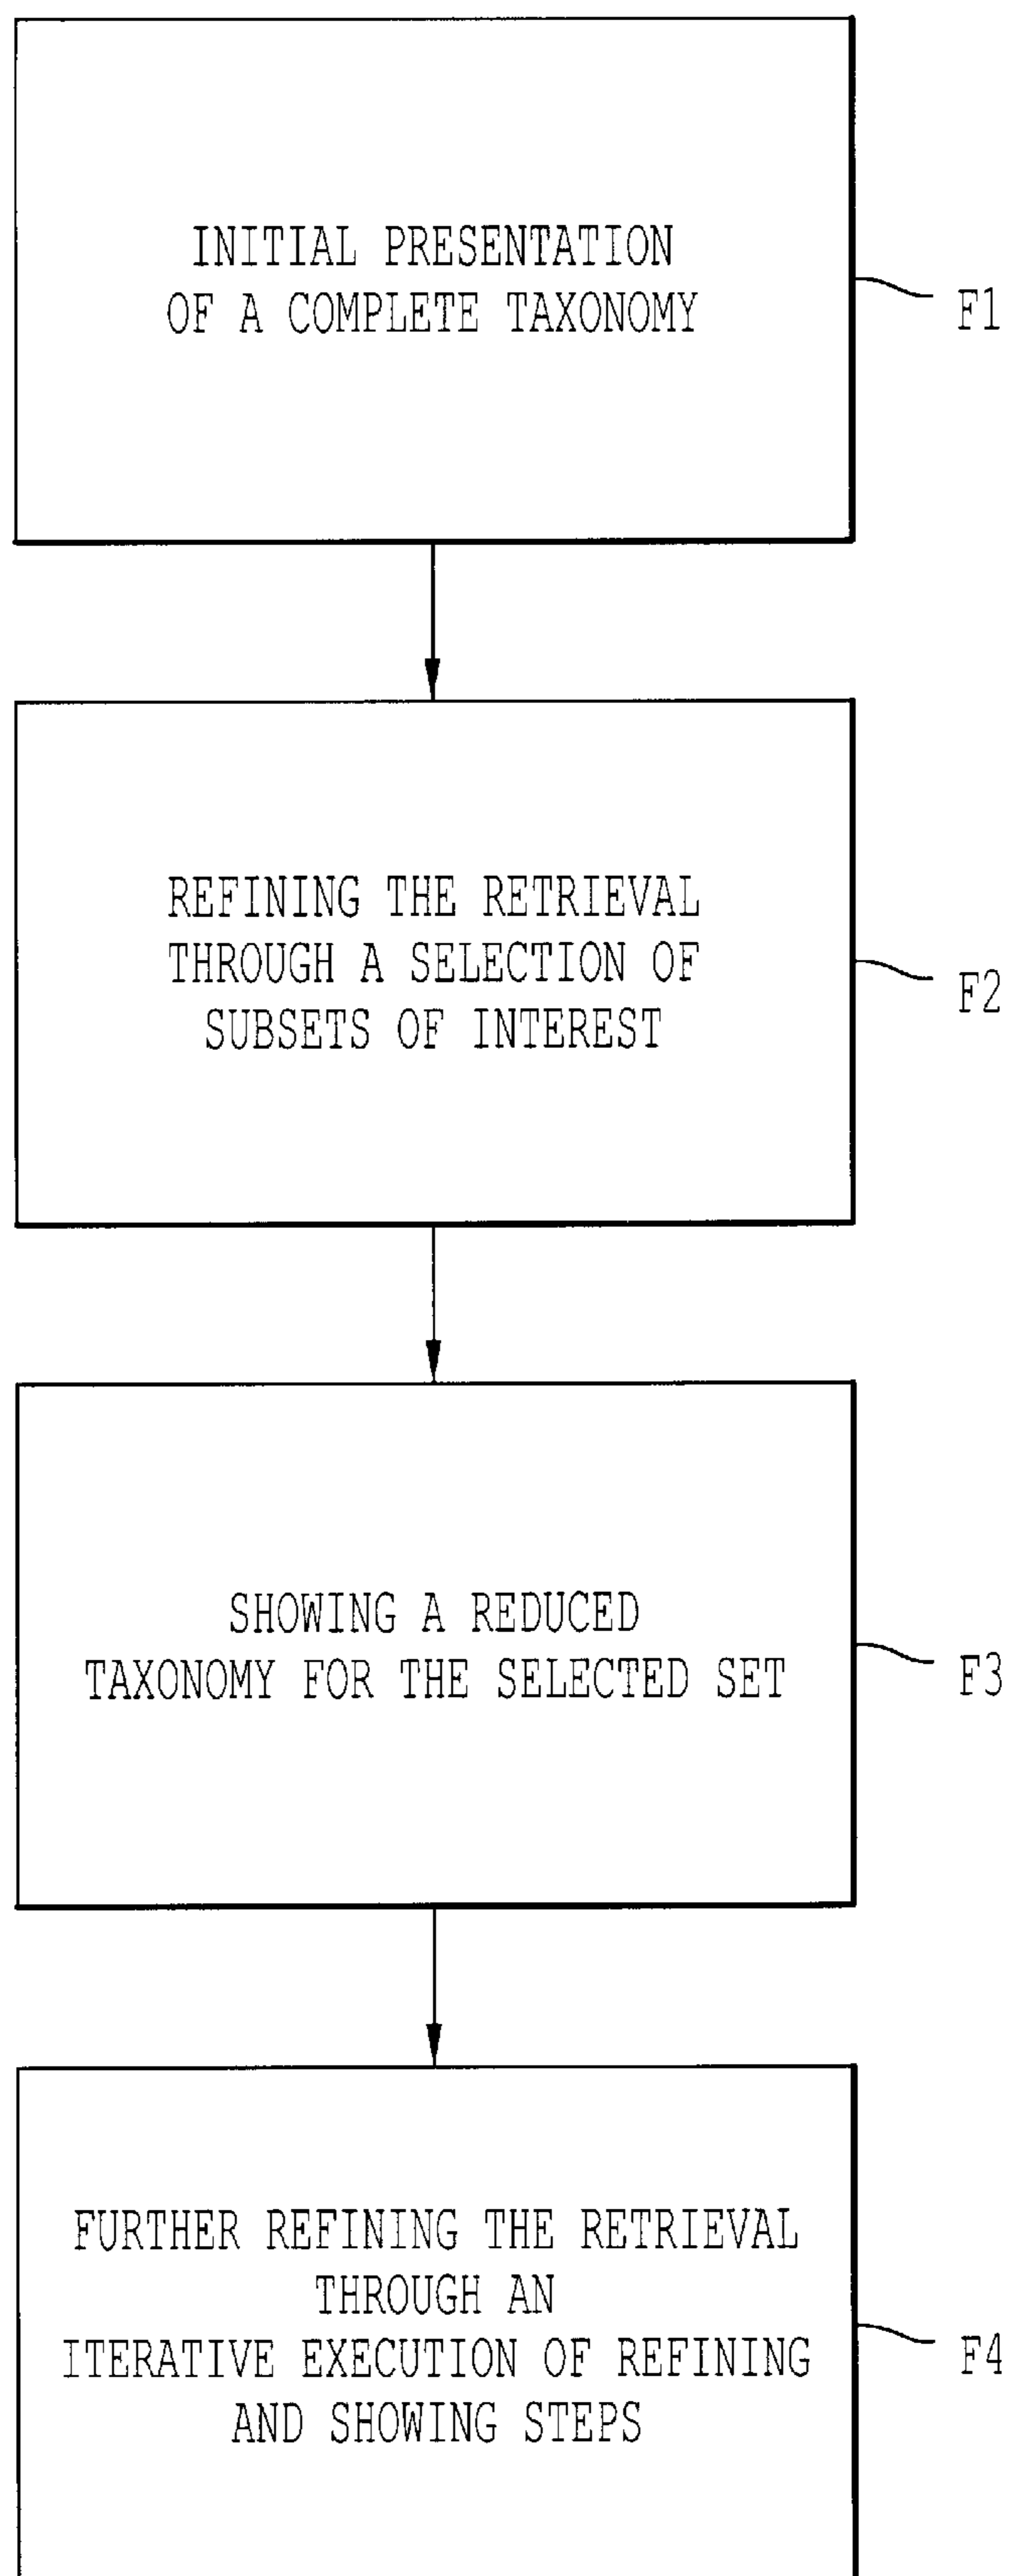 INITIAL PRESENTATION
OF A COMPLETE TAXONOMY
F1
REFINING THE RETRIEVAL
THROUGH A SELECTION OF
SUBSETS OF INTEREST
F2
SHOWING A REDUCED
TAXONOMY FOR THE SELECTED SET
F3
FURTHER REFINING THE RETRIEVAL
THROUGH AN
ITERATIVE EXECUTION OF REFINING
AND SHOWING STEPS
F4